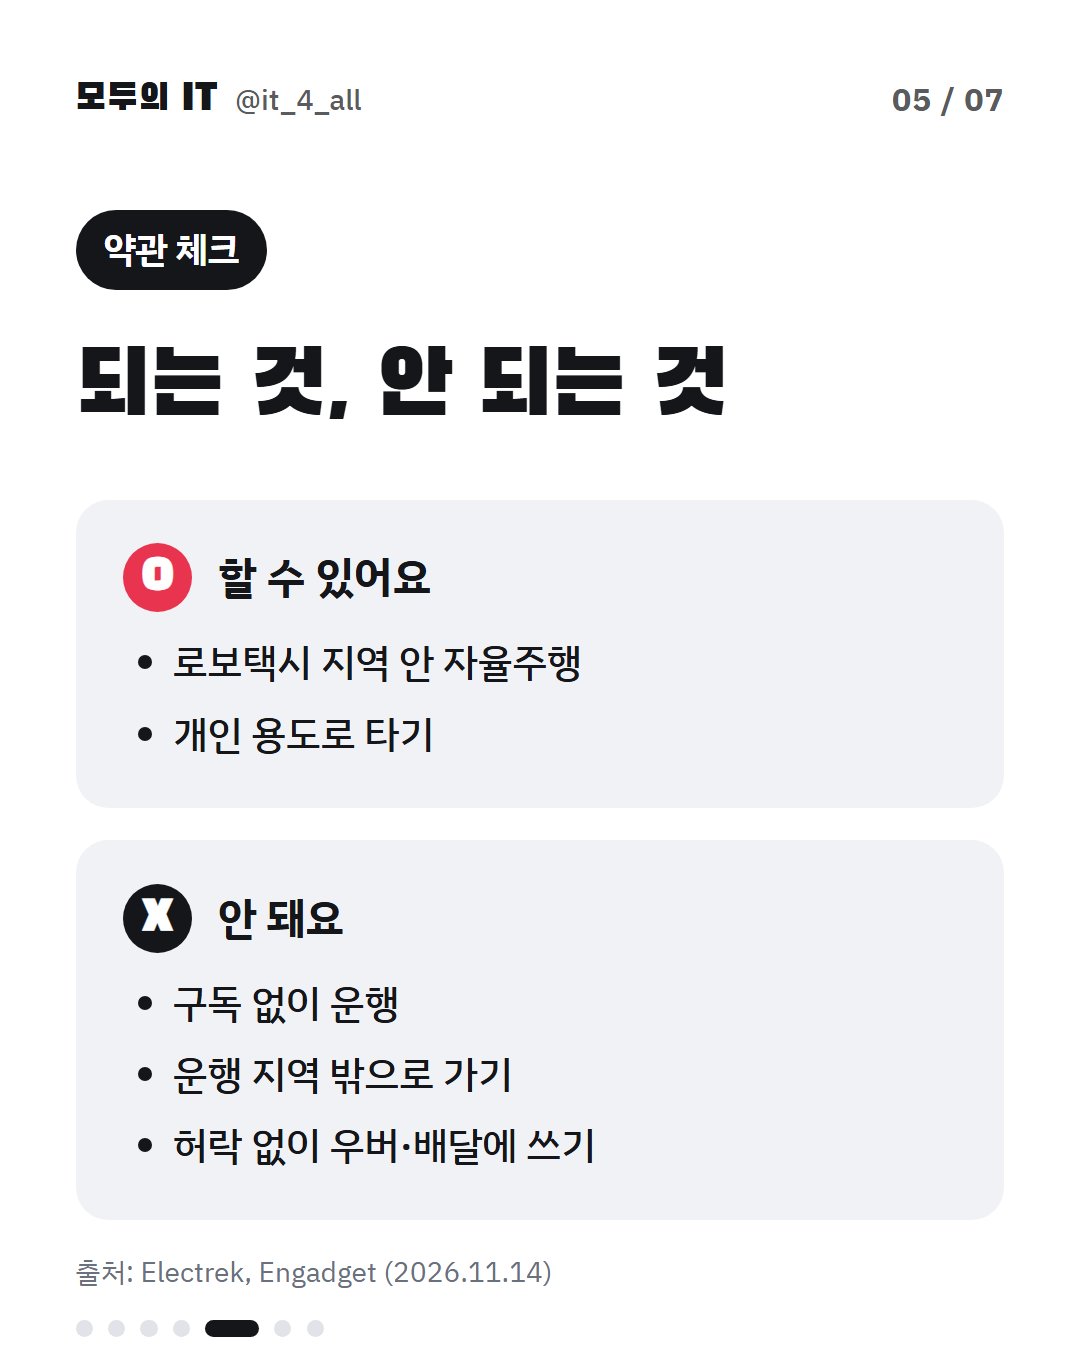 모두의 IT @it_4_all
05 / 07
약관 체크
되는 것, 안 되는 것
O 할 수 있어요
• 로보택시 지역 안 자율주행
• 개인 용도로 타기
X 안 돼요
• 구독 없이 운행
• 운행 지역 밖으로 가기
• 허락 없이 우버·배달에 쓰기
출처: Electrek, Engadget (2026.11.14)